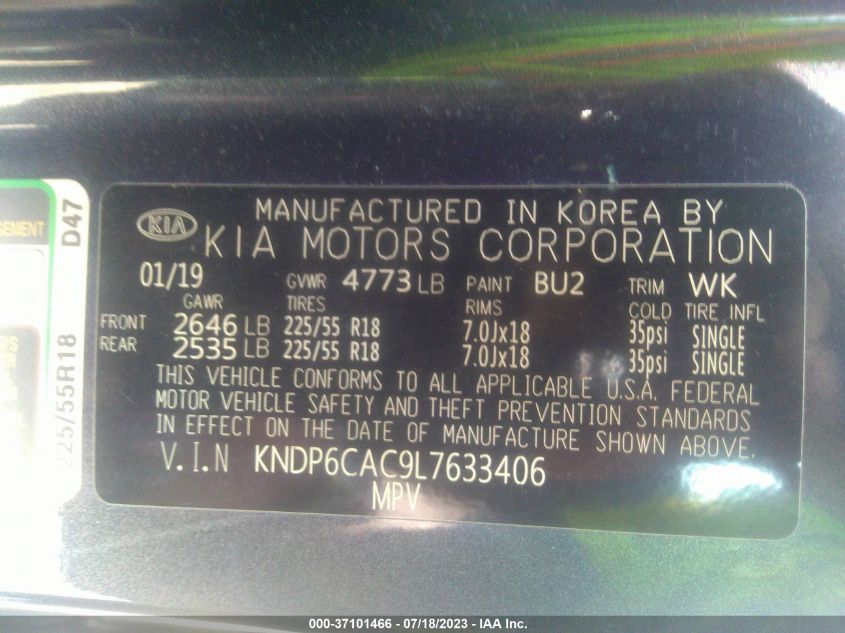 KIA
MANUFACTURED IN KOREA BY
KIA MOTORS CORPORATION
01/19 GVWR 4773 LB PAINT BU2 TRIM WK
GAWR TIRES RIMS COLD TIRE INFL
FRONT 2646 LB 225/55 R18 7.0Jx18 35psi SINGLE
REAR 2535 LB 225/55 R18 7.0Jx18 35psi SINGLE
THIS VEHICLE CONFORMS TO ALL APPLICABLE U.S.A. FEDERAL
MOTOR VEHICLE SAFETY AND THEFT PREVENTION STANDARDS
IN EFFECT ON THE DATE OF MANUFACTURE SHOWN ABOVE.
V.I.N KNDP6CAC9L7633406
MPV
D47
225/55R18
000-37101466 - 07/18/2023 - IAA Inc.